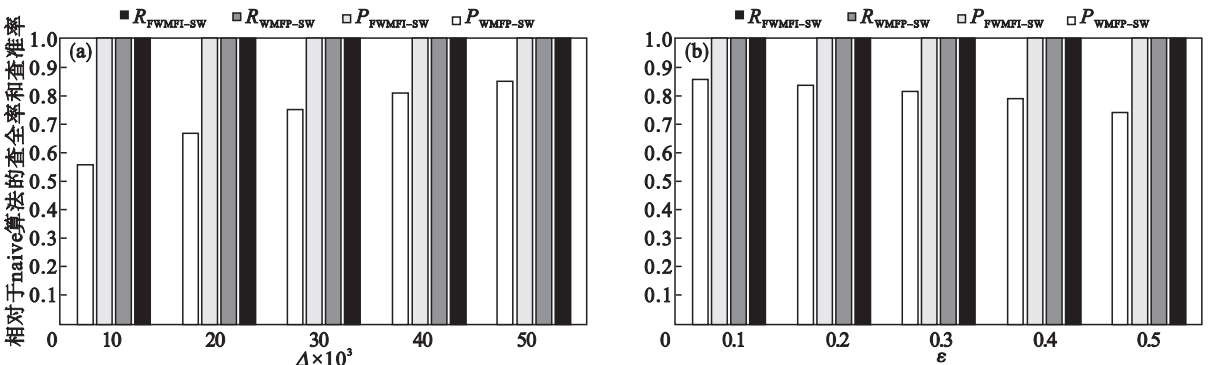 R_FWMFI-SW R_WMFP-SW P_FWMFI-SW P_WMFP-SW
相对于naive算法的查全率和查准率
(a)
1.0
0.9
0.8
0.7
0.6
0.5
0.4
0.3
0.2
0.1
0 10 20 30 40 50
Δ×10³
R_FWMFI-SW R_WMFP-SW P_FWMFI-SW P_WMFP-SW
(b)
1.0
0.9
0.8
0.7
0.6
0.5
0.4
0.3
0.2
0.1
0 0.1 0.2 0.3 0.4 0.5
ε